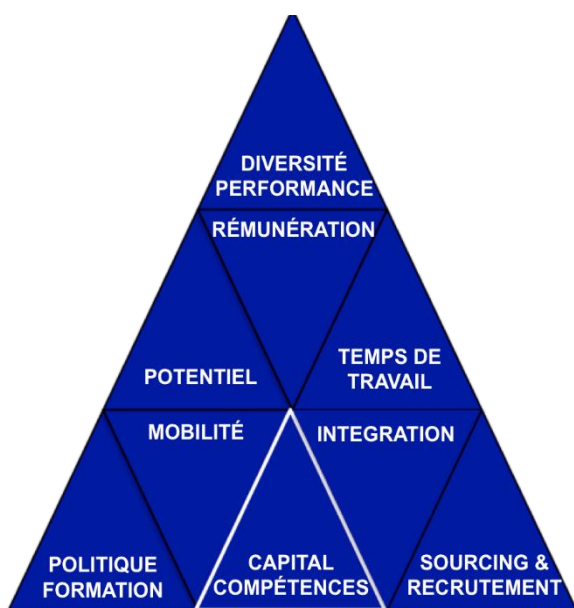 DIVERSITÉ
PERFORMANCE
RÉMUNÉRATION
POTENTIEL
TEMPS DE
TRAVAIL
MOBILITÉ
INTEGRATION
POLITIQUE
FORMATION
CAPITAL
COMPÉTENCES
SOURCING &
RECRUTEMENT